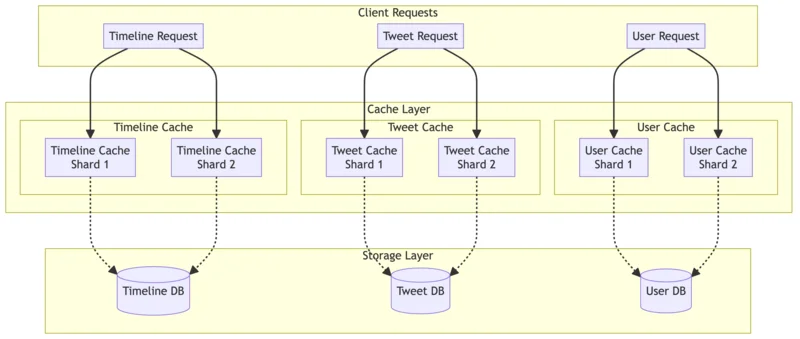 Client Requests
Timeline Request
Tweet Request
User Request
Cache Layer
Timeline Cache
Tweet Cache
User Cache
Timeline Cache
Shard 1
Timeline Cache
Shard 2
Tweet Cache
Shard 1
Tweet Cache
Shard 2
User Cache
Shard 1
User Cache
Shard 2
Storage Layer
Timeline DB
Tweet DB
User DB